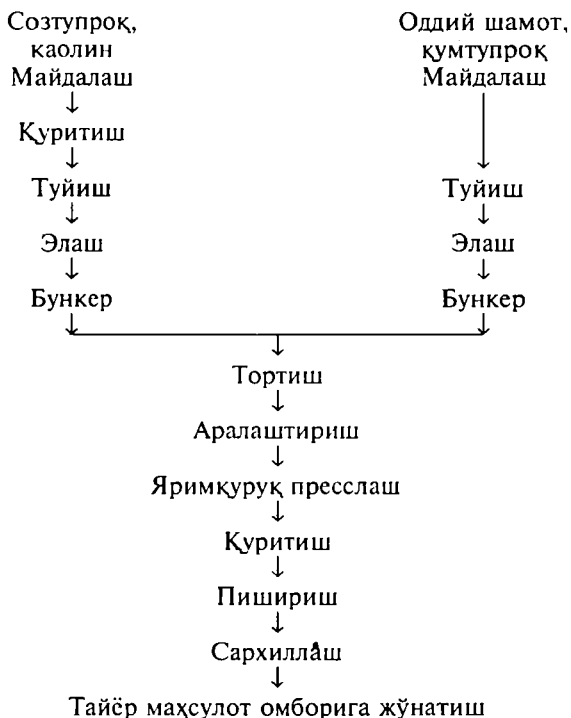 Созтупроқ,
каолин
Майдалаш
Қуритиш
Туйиш
Элаш
Бункер
Оддий шамот,
қумтупроқ
Майдалаш
Туйиш
Элаш
Бункер
Тортиш
Аралаштириш
Яримқуруқ пресслаш
Қуритиш
Пишириш
Сархиллаш
Тайёр маҳсулот омборига жўнатиш